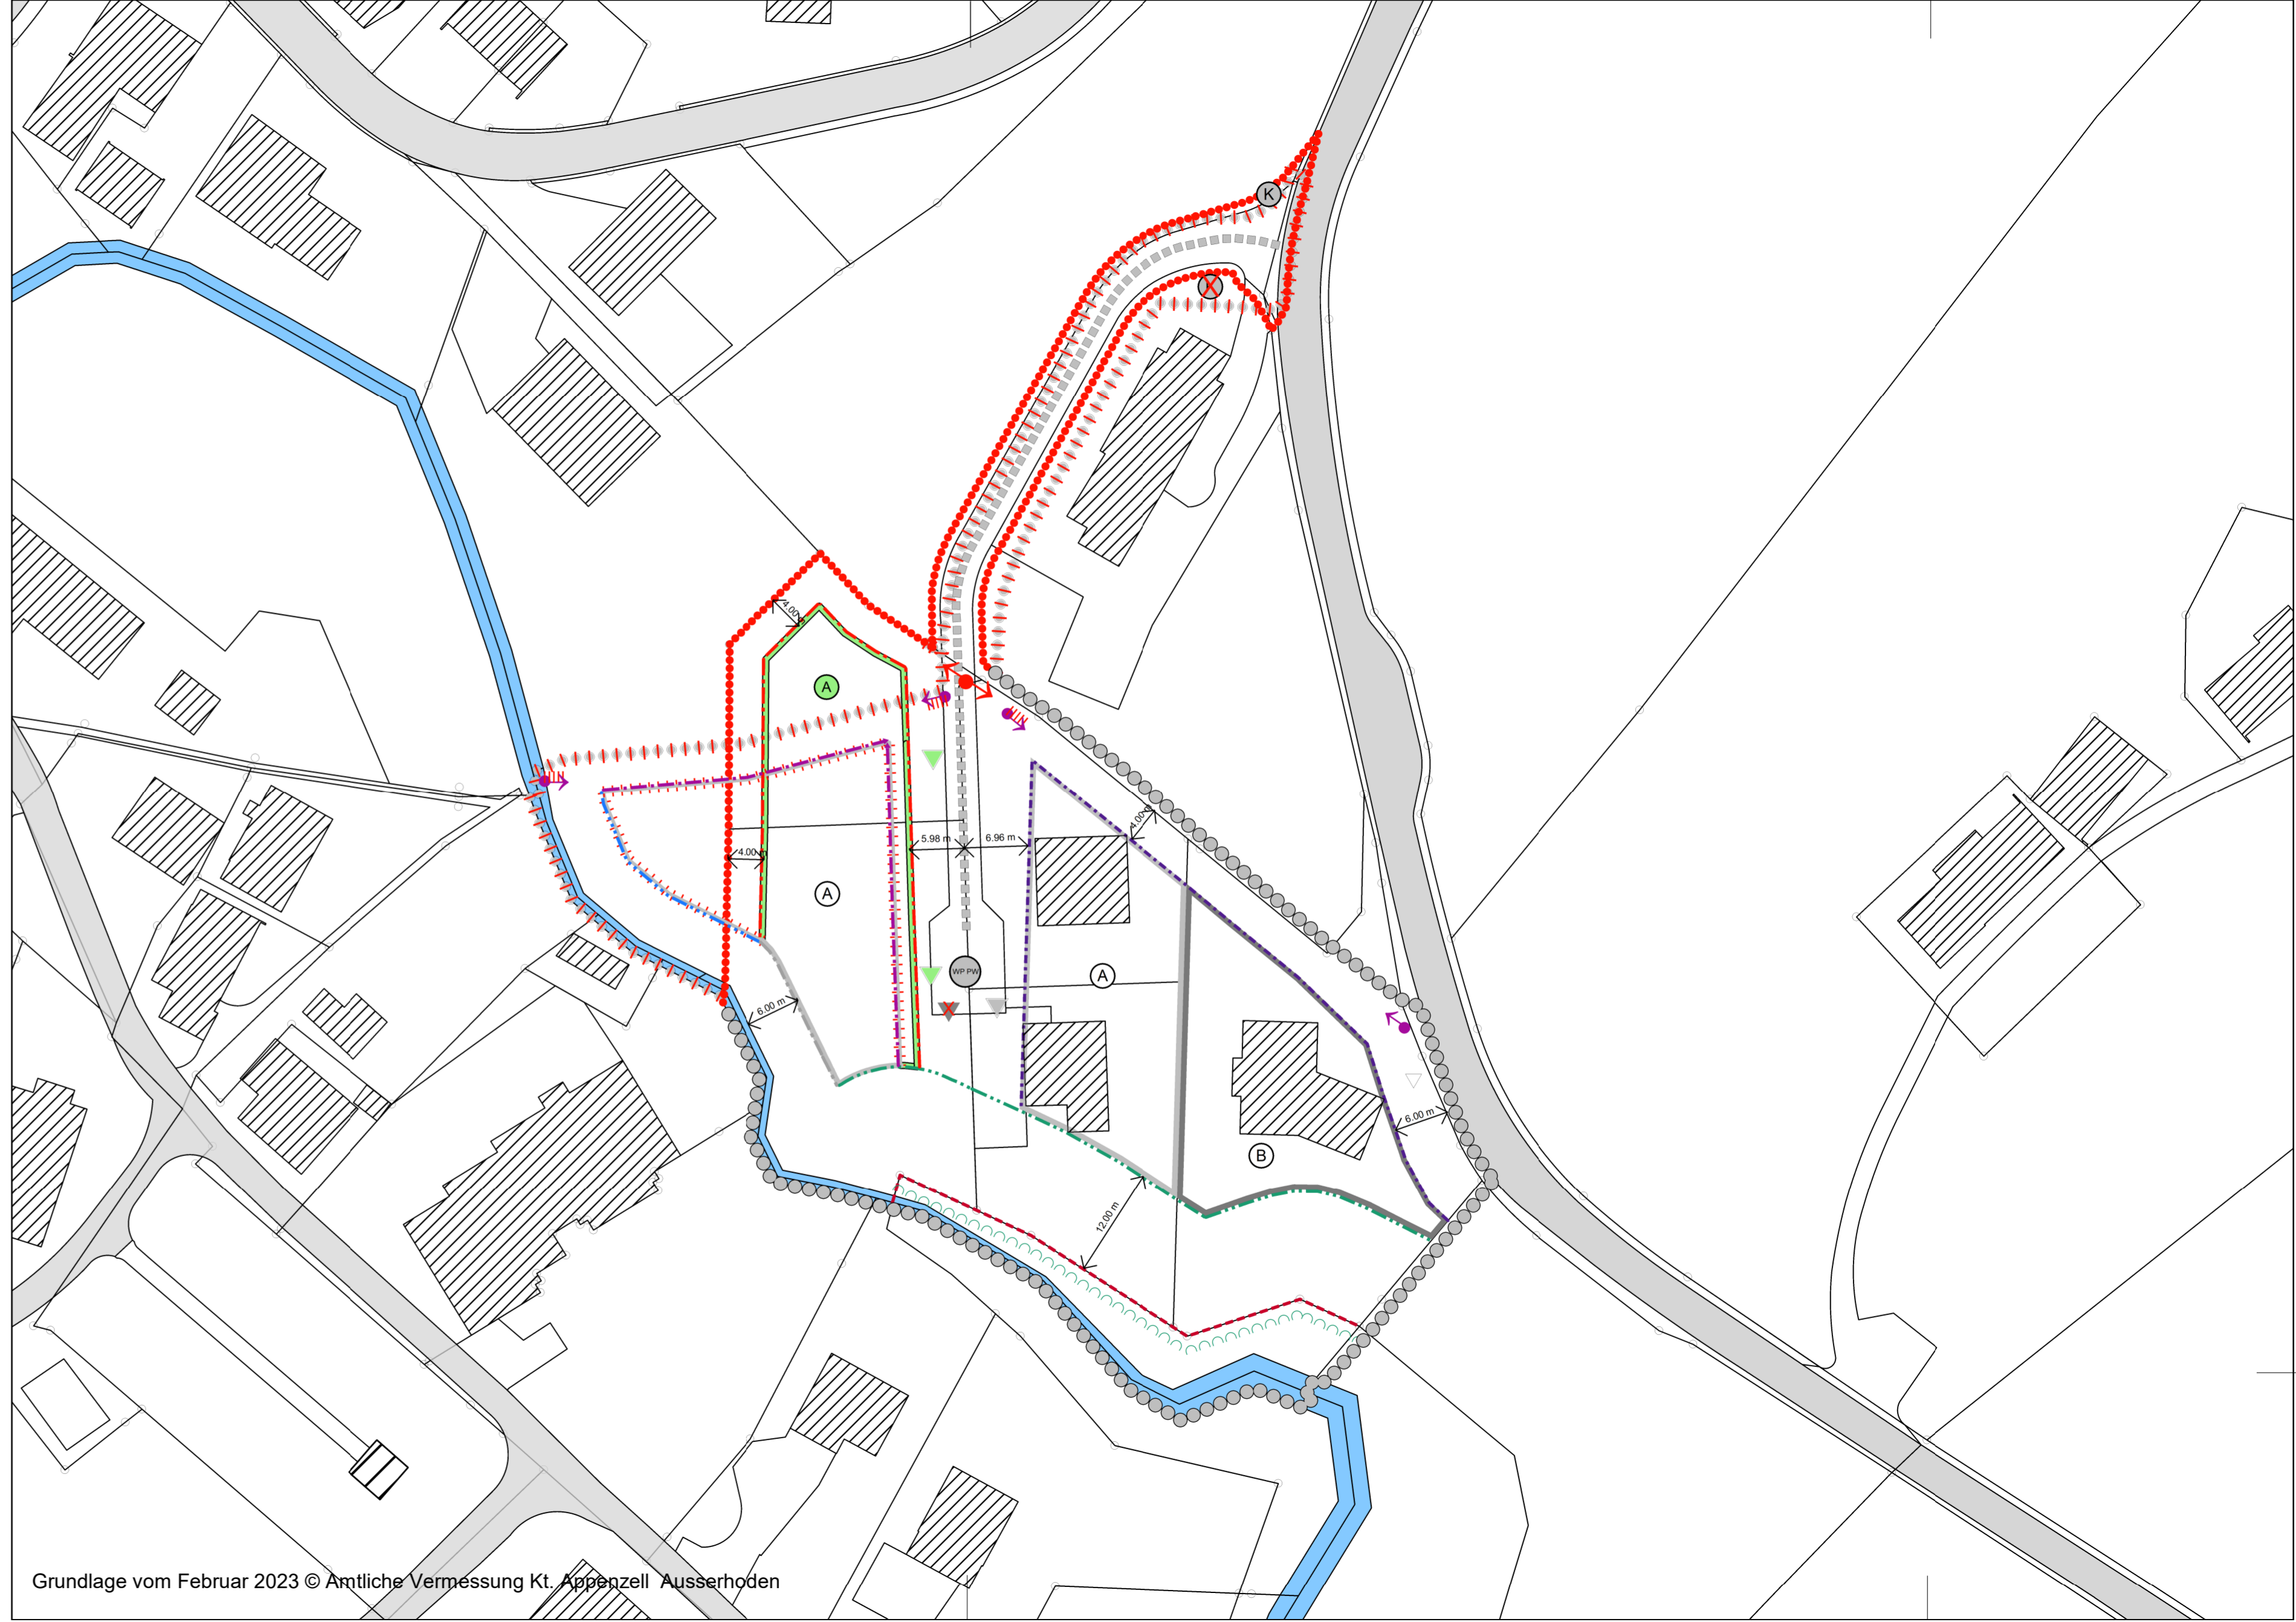 K
4.00
A
5.98 m
6.96 m
4.00
4.00
A
WP PW
A
6.00 m
6.00 m
B
12.00 m
Grundlage vom Februar 2023 © Amtliche Vermessung Kt. Appenzell Ausserhoden